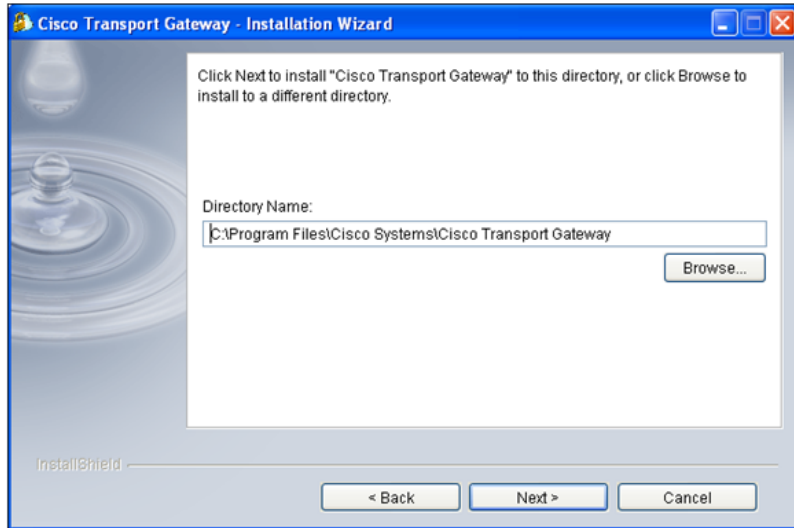 Cisco Transport Gateway - Installation Wizard
Click Next to install "Cisco Transport Gateway" to this directory, or click Browse to
install to a different directory.
Directory Name:
C:\Program Files\Cisco Systems\Cisco Transport Gateway
Browse...
InstallShield
< Back
Next >
Cancel